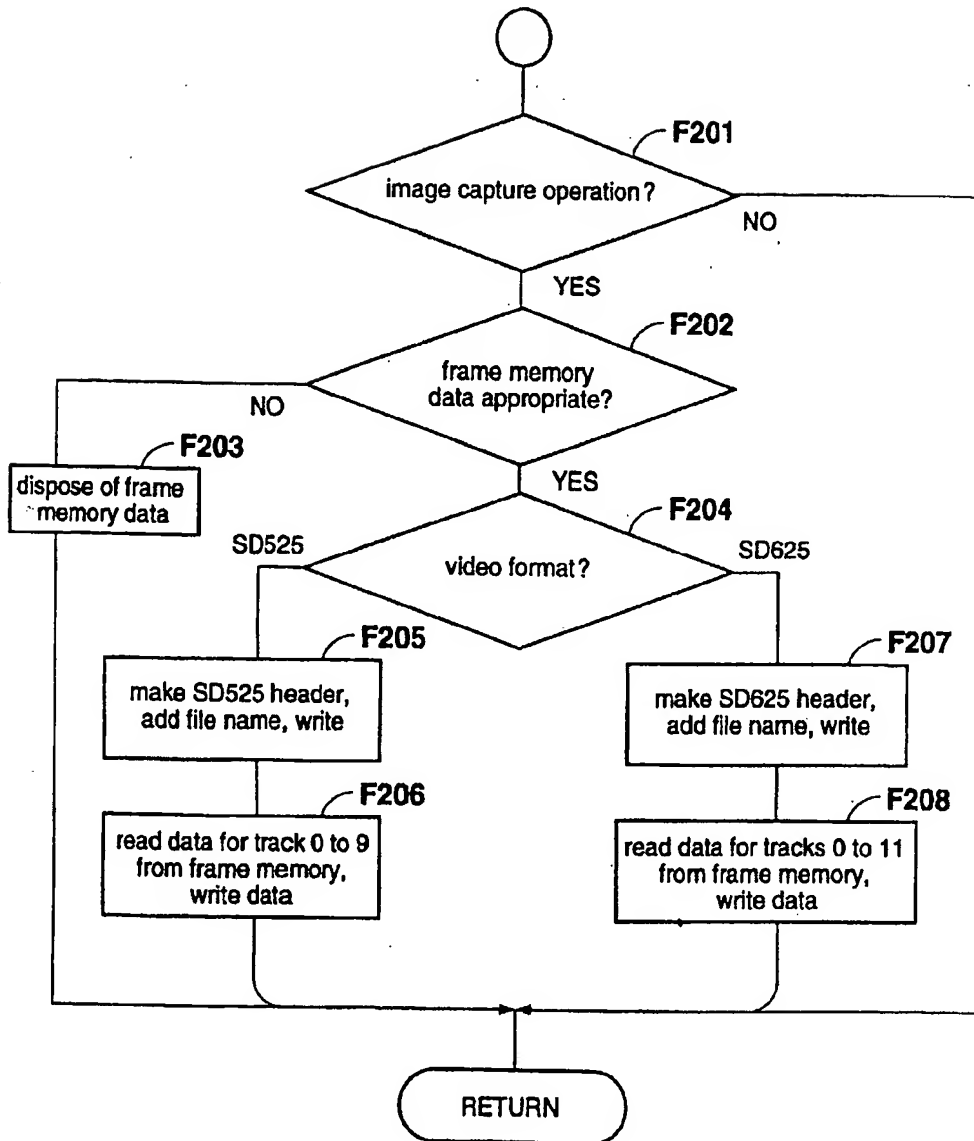 F201
image capture operation?
NO
YES
F202
frame memory
data appropriate?
NO
F203
YES
dispose of frame
memory data
F204
SD525
video format?
SD625
F205
F207
make SD525 header,
add file name, write
make SD625 header,
add file name, write
F206
F208
read data for track 0 to 9
from frame memory,
write data
read data for tracks 0 to 11
from frame memory,
write data
RETURN